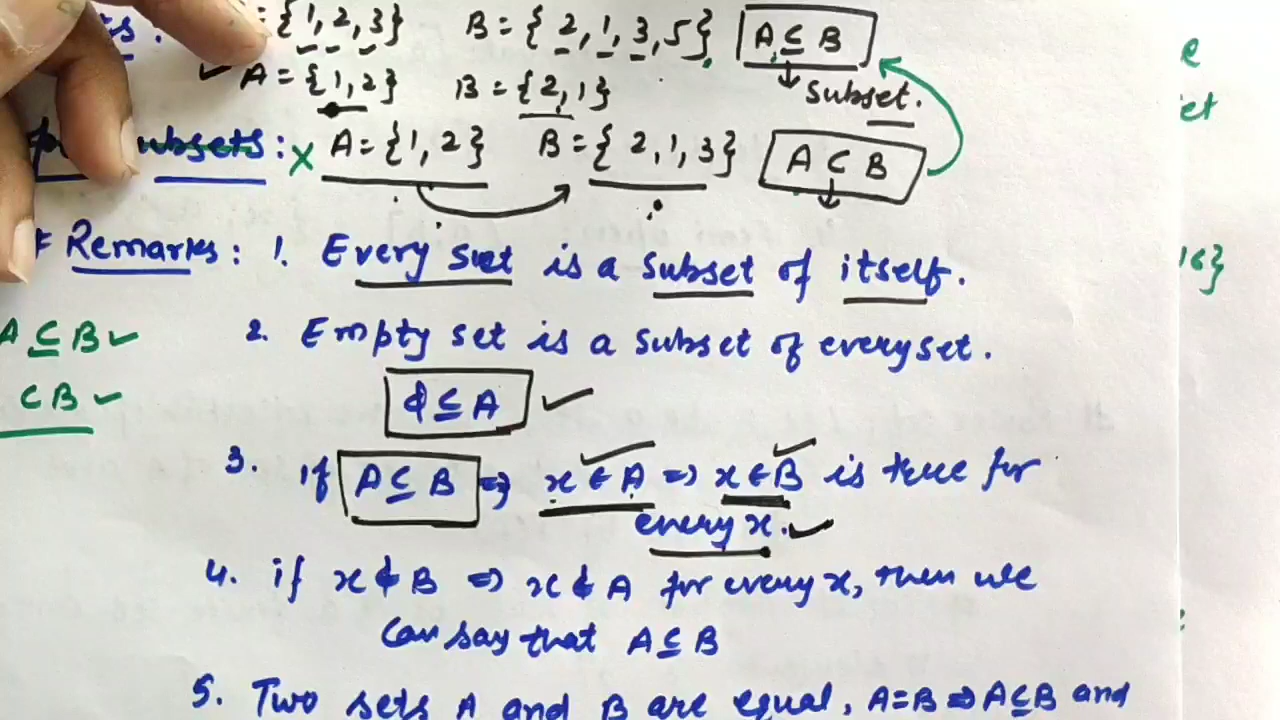 = {1, 2, 3} B = { 2, 1, 3, 5} A ⊆ B
A = {1, 2} B = {2, 1} Subset.
ubsets : X A = {1, 2} B = { 2, 1, 3} A ⊂ B
# Remarks : 1. Every set is a subset of itself.
A ⊆ B ✓ 2. Empty set is a subset of every set.
⊂ B ✓ ϕ ⊆ A ✓
3. if A ⊆ B ⇒ x ∈ A ⇒ x ∈ B is true for
every x. ✓
4. if x ∉ B ⇒ x ∉ A for every x, then we
can say that A ⊆ B
5. Two sets A and B are equal, A=B ⇒ A⊆B and